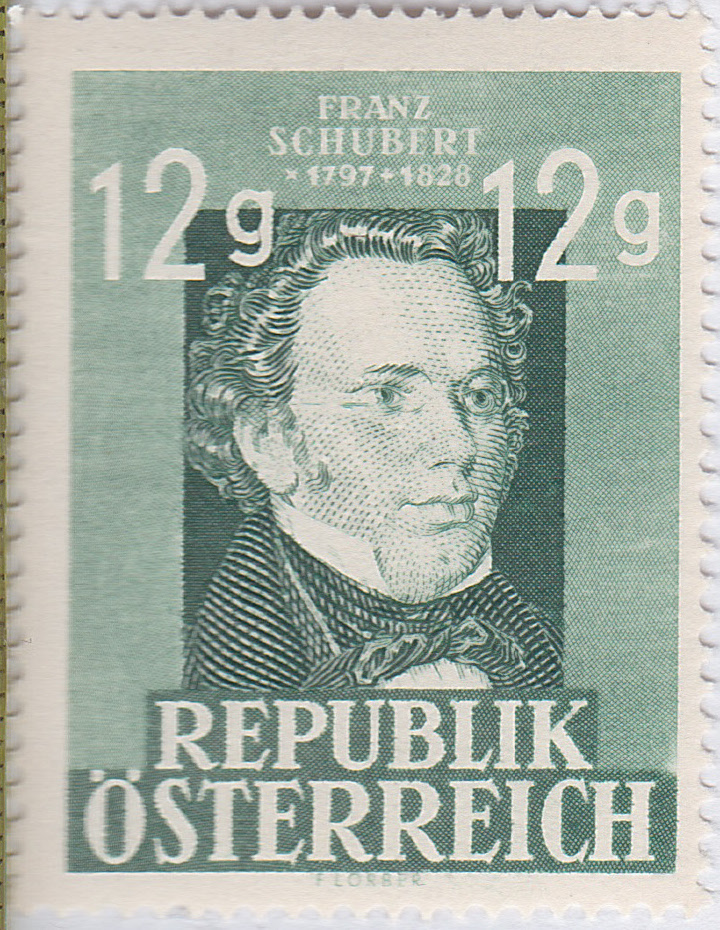 FRANZ
SCHUBERT
* 1797 + 1828
12g 12g
REPUBLIK
ÖSTERREICH
F LORBER